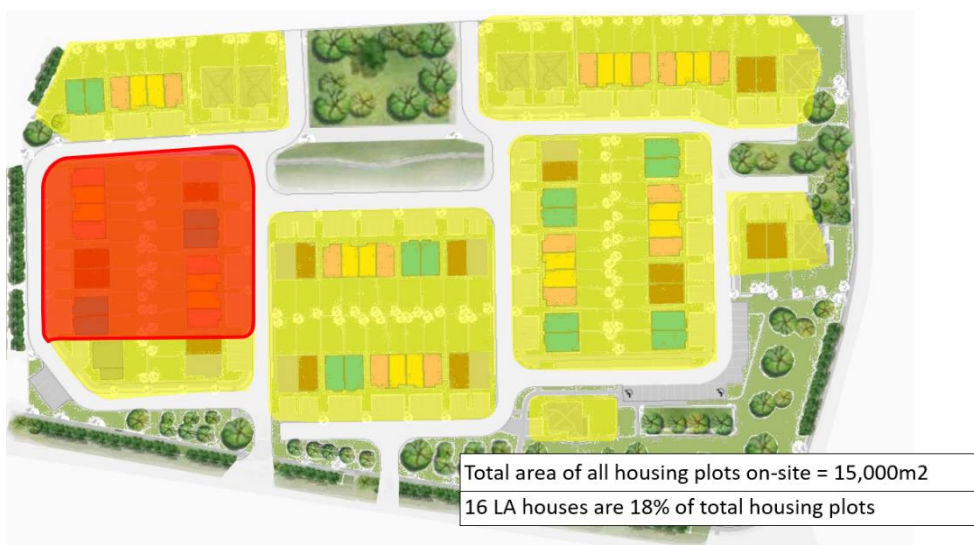 Total area of all housing plots on-site = 15,000m2
16 LA houses are 18% of total housing plots